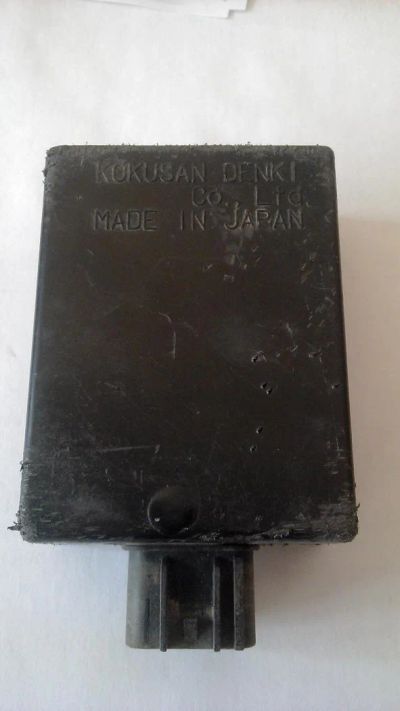 KOKUSAN DENKI
Co., Ltd.
MADE IN JAPAN